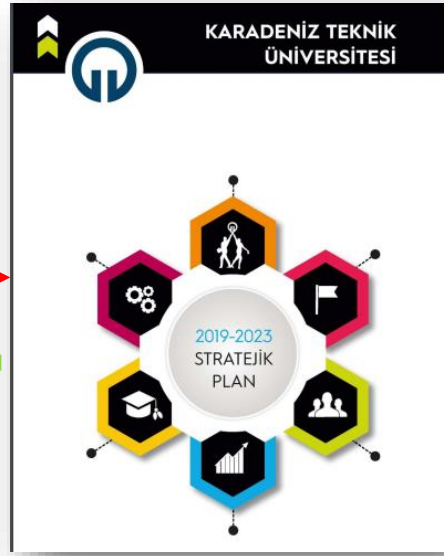 KARADENİZ TEKNİK
ÜNİVERSİTESİ
2019-2023
STRATEJİK
PLAN